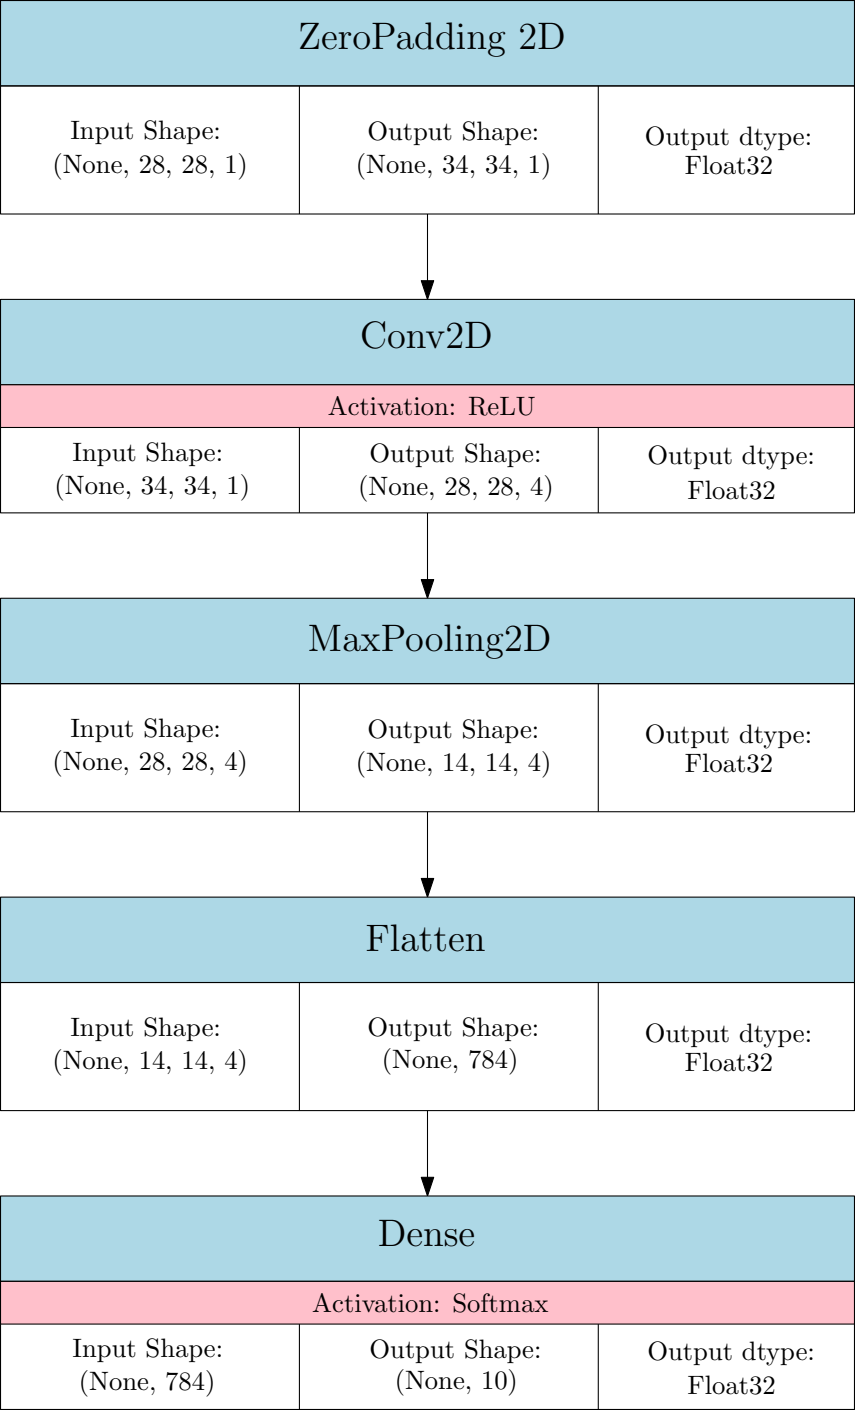 ZeroPadding 2D
Input Shape:
(None, 28, 28, 1)
Output Shape:
(None, 34, 34, 1)
Output dtype:
Float32
Conv2D
Activation: ReLU
Input Shape:
(None, 34, 34, 1)
Output Shape:
(None, 28, 28, 4)
Output dtype:
Float32
MaxPooling2D
Input Shape:
(None, 28, 28, 4)
Output Shape:
(None, 14, 14, 4)
Output dtype:
Float32
Flatten
Input Shape:
(None, 14, 14, 4)
Output Shape:
(None, 784)
Output dtype:
Float32
Dense
Activation: Softmax
Input Shape:
(None, 784)
Output Shape:
(None, 10)
Output dtype:
Float32